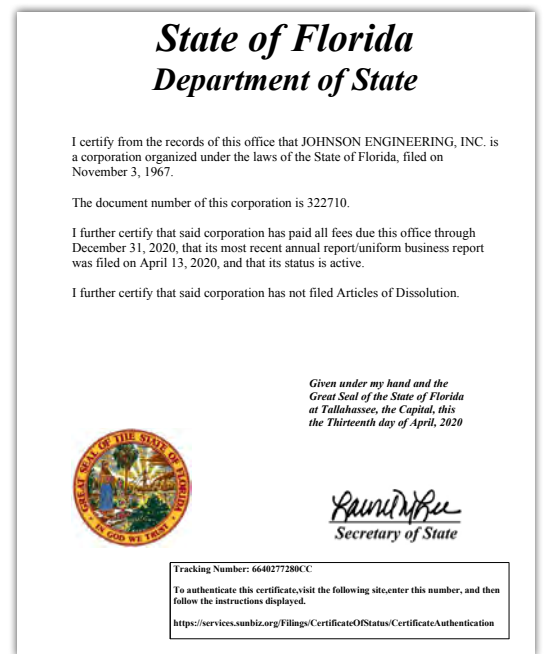 State of Florida
Department of State
I certify from the records of this office that JOHNSON ENGINEERING, INC. is
a corporation organized under the laws of the State of Florida, filed on
November 3, 1967.
The document number of this corporation is 322710.
I further certify that said corporation has paid all fees due this office through
December 31, 2020, that its most recent annual report/uniform business report
was filed on April 13, 2020, and that its status is active.
I further certify that said corporation has not filed Articles of Dissolution.
Given under my hand and the
Great Seal of the State of Florida
at Tallahassee, the Capital, this
the Thirteenth day of April, 2020
GREAT SEAL OF THE STATE OF FLORIDA
IN GOD WE TRUST
Secretary of State
Tracking Number: 6640277280CC
To authenticate this certificate,visit the following site,enter this number, and then
follow the instructions displayed.
https://services.sunbiz.org/Filings/CertificateOfStatus/CertificateAuthentication